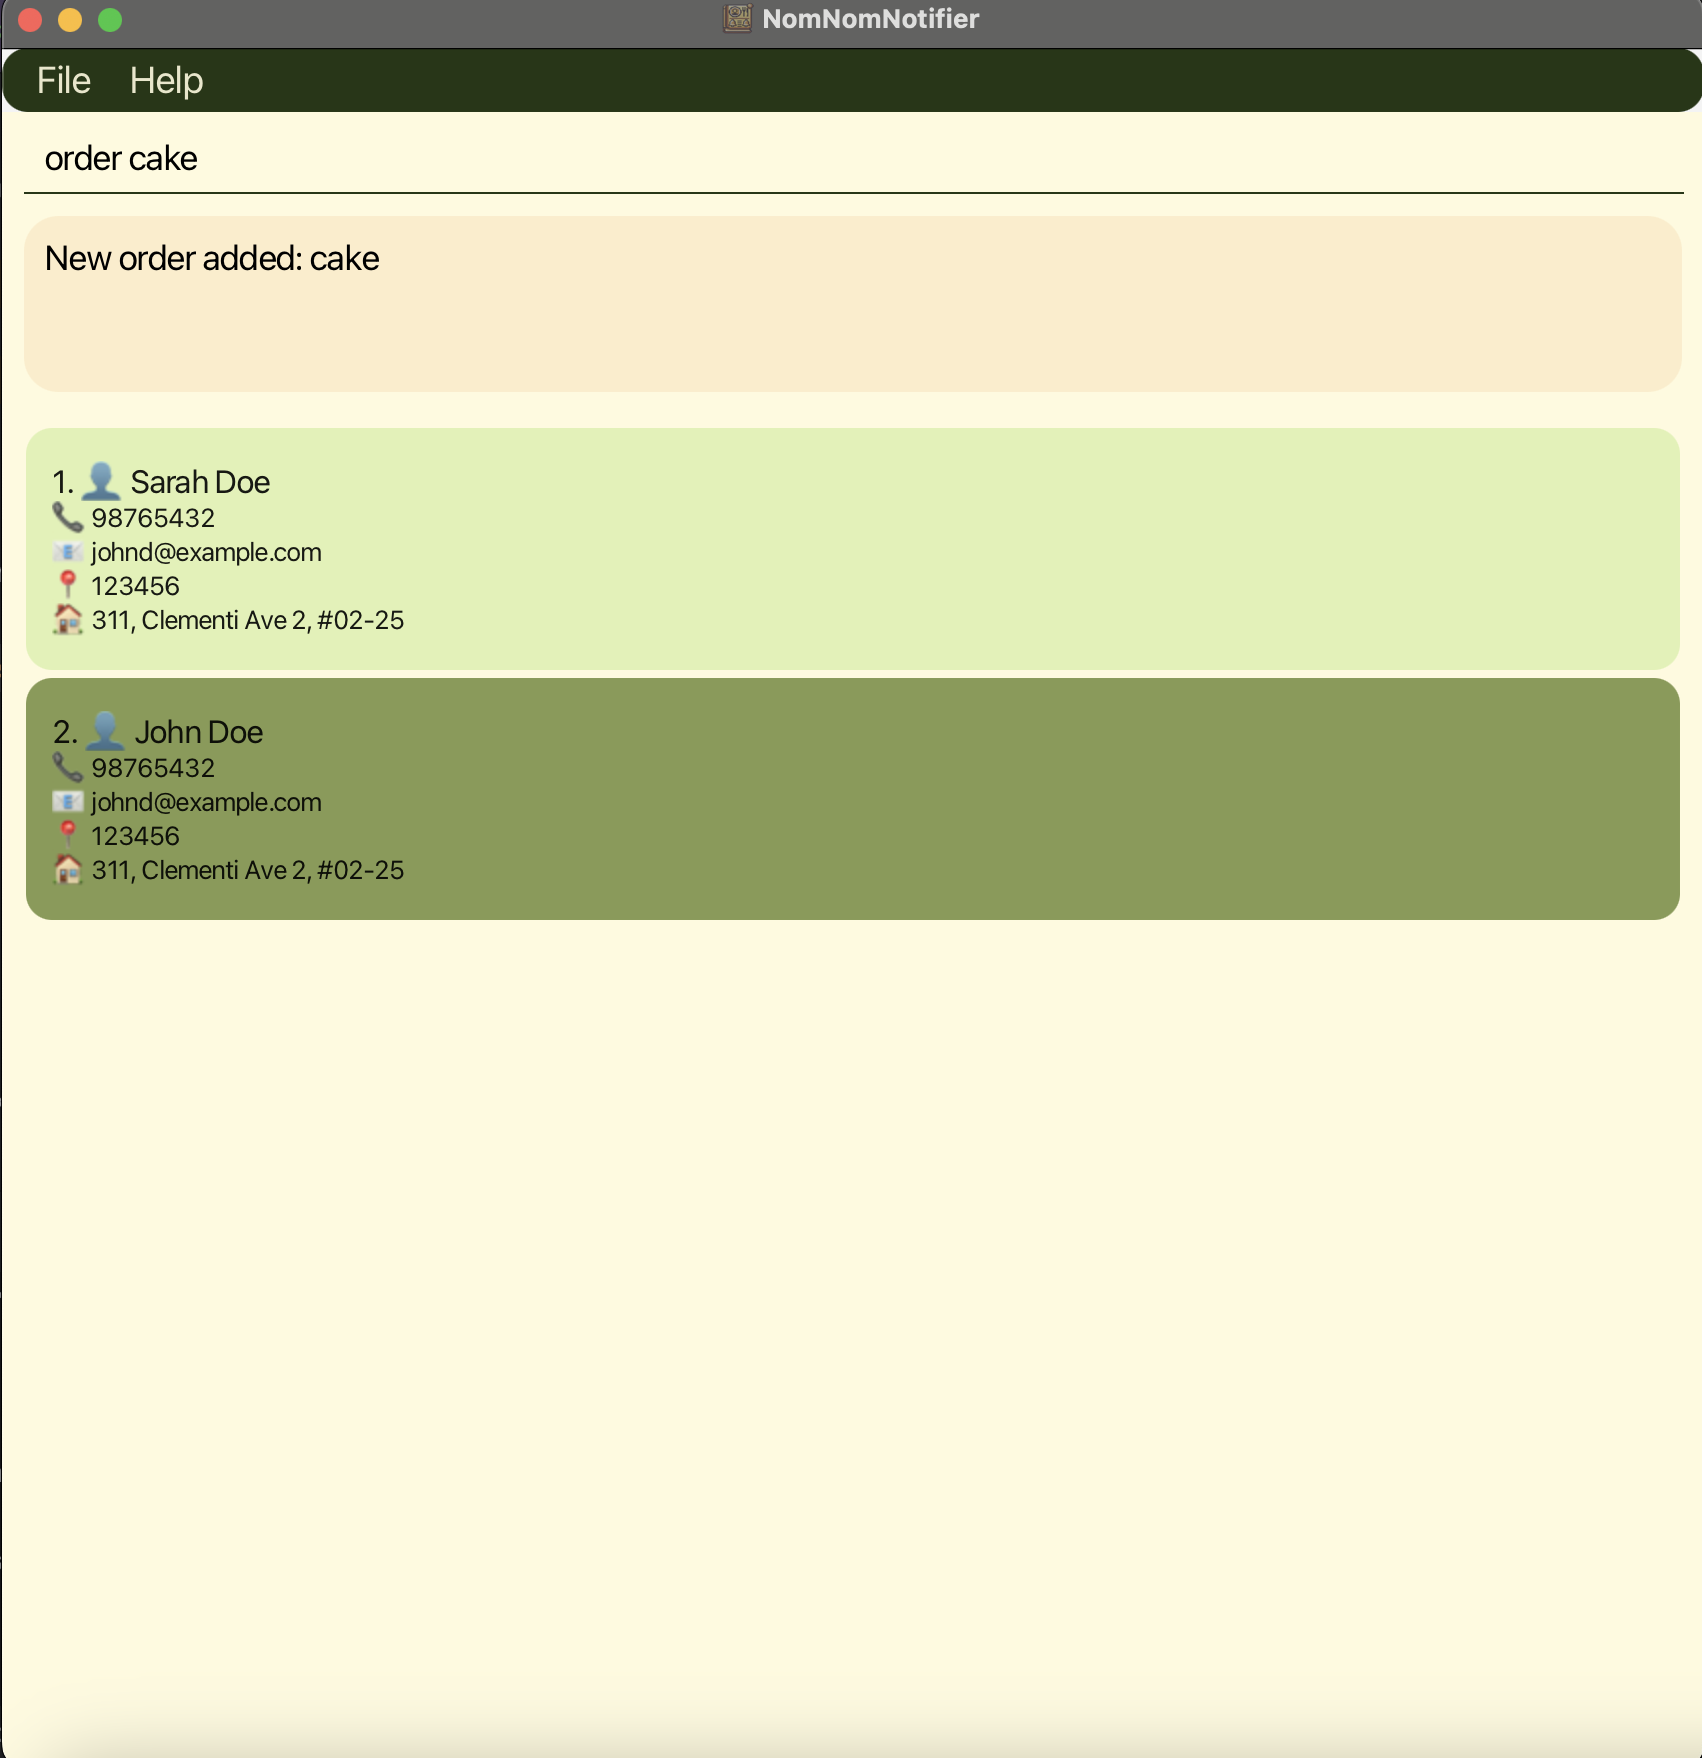 NomNomNotifier
File Help
order cake
New order added: cake
1. Sarah Doe
98765432
johnd@example.com
123456
311, Clementi Ave 2, #02-25
2. John Doe
98765432
johnd@example.com
123456
311, Clementi Ave 2, #02-25